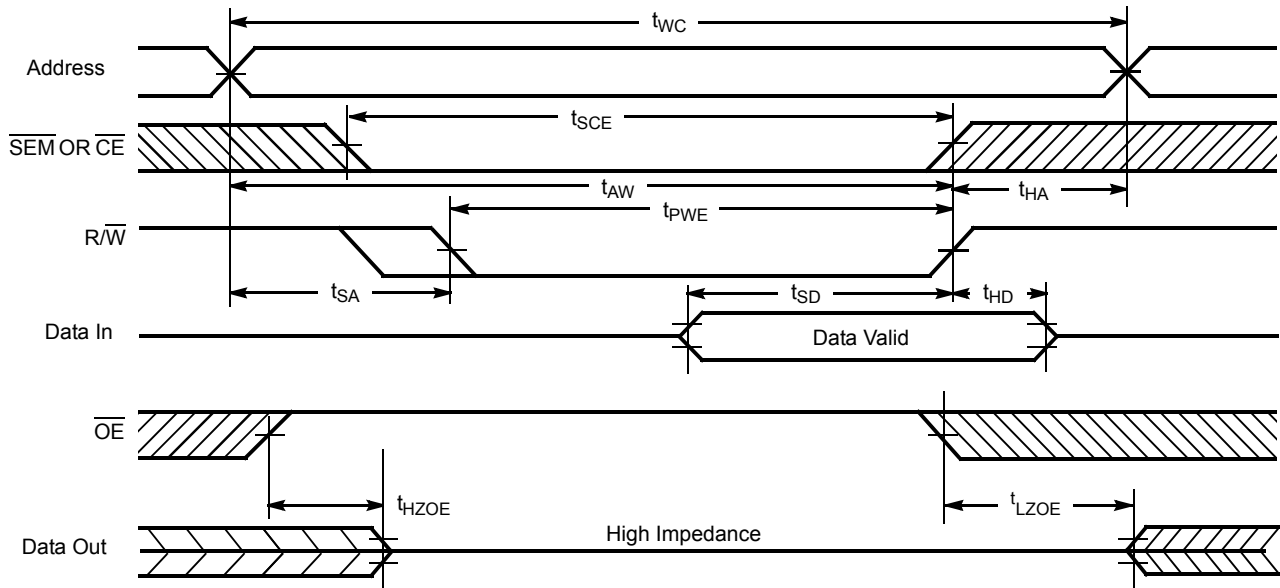 tWC
Address
tSCE
SEM OR CE
tAW
tHA
tPWE
R/W
tSA
tSD
tHD
Data In
Data Valid
OE
tHZOE
tLZOE
Data Out
High Impedance